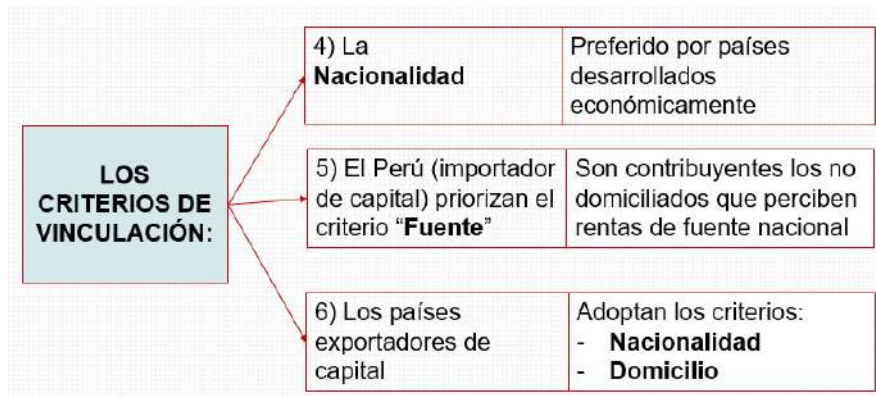 LOS
CRITERIOS DE
VINCULACIÓN:
4) La
Nacionalidad
Preferido por países
desarrollados
económicamente
5) El Perú (importador
de capital) priorizan el
criterio “Fuente”
Son contribuyentes los no
domiciliados que perciben
rentas de fuente nacional
6) Los países
exportadores de
capital
Adoptan los criterios:
- Nacionalidad
- Domicilio